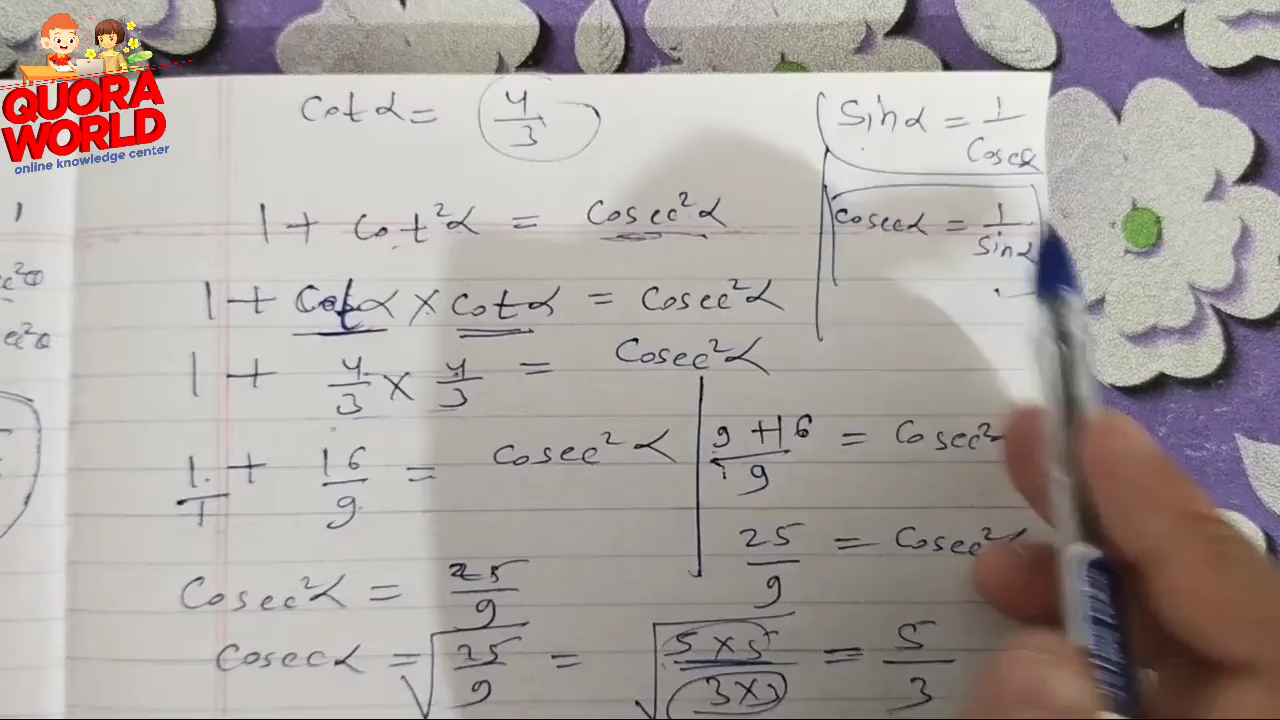 QUORA
WORLD
online knowledge center
cot α = 4/3
sin α = 1/cosec α
1 + cot²α = cosec²α
cosec α = 1/sin α
1 + cot α × cot α = cosec²α
1 + 4/3 × 4/3 = cosec²α
1/1 + 16/9 = cosec²α
9+16/9 = cosec²
25/9 = cosec²α
cosec²α = 25/9
cosec α = √25/9 = √5×5/3×3 = 5/3